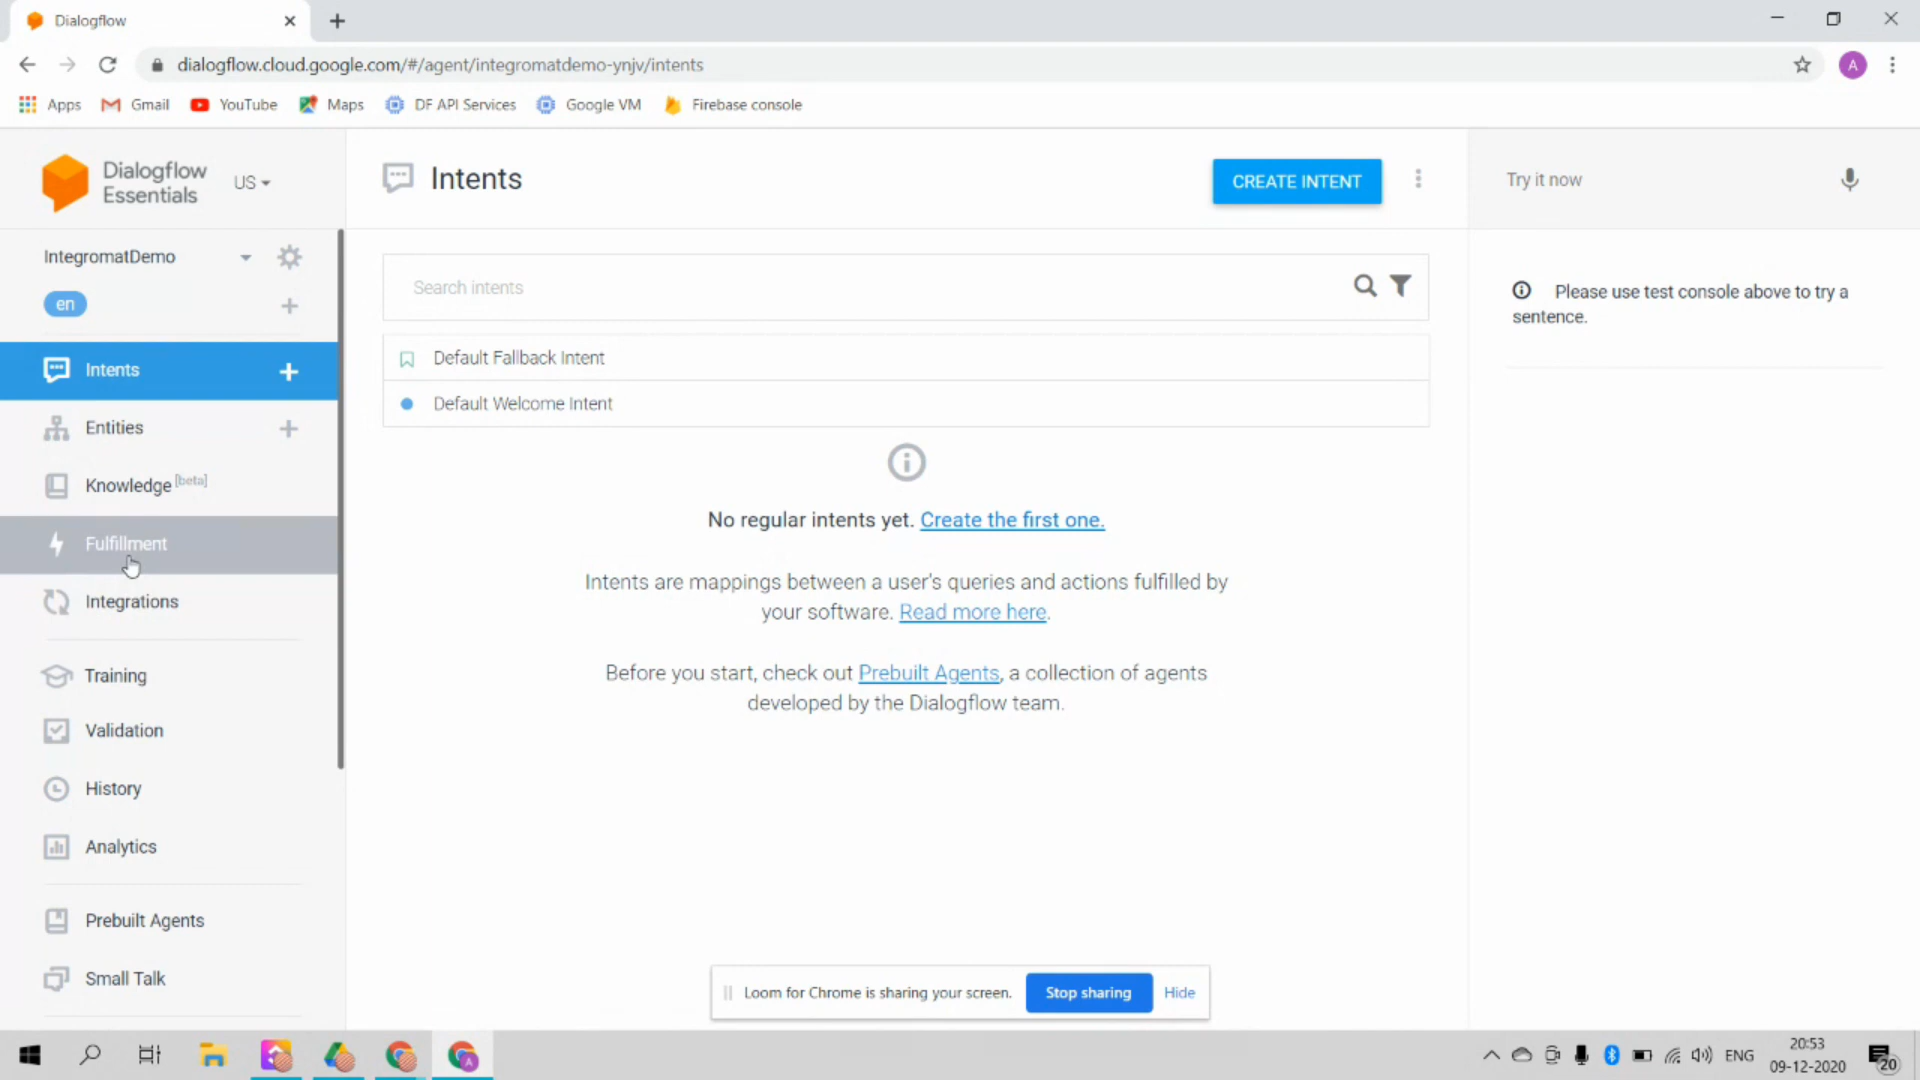 Dialogflow
dialogflow.cloud.google.com/#/agent/integromatdemo-ynjv/intents
A
Apps
Gmail
YouTube
Maps
DF API Services
Google VM
Firebase console
Dialogflow
Essentials
US
Intents
CREATE INTENT
Try it now
IntegromatDemo
en
Search intents
Please use test console above to try a
sentence.
Intents
Default Fallback Intent
Default Welcome Intent
Entities
Knowledge [beta]
Fulfillment
Integrations
No regular intents yet. Create the first one.
Intents are mappings between a user's queries and actions fulfilled by
your software. Read more here.
Before you start, check out Prebuilt Agents, a collection of agents
developed by the Dialogflow team.
Training
Validation
History
Analytics
Prebuilt Agents
Small Talk
Loom for Chrome is sharing your screen.
Stop sharing
Hide
A
ENG
20:53
09-12-2020
20